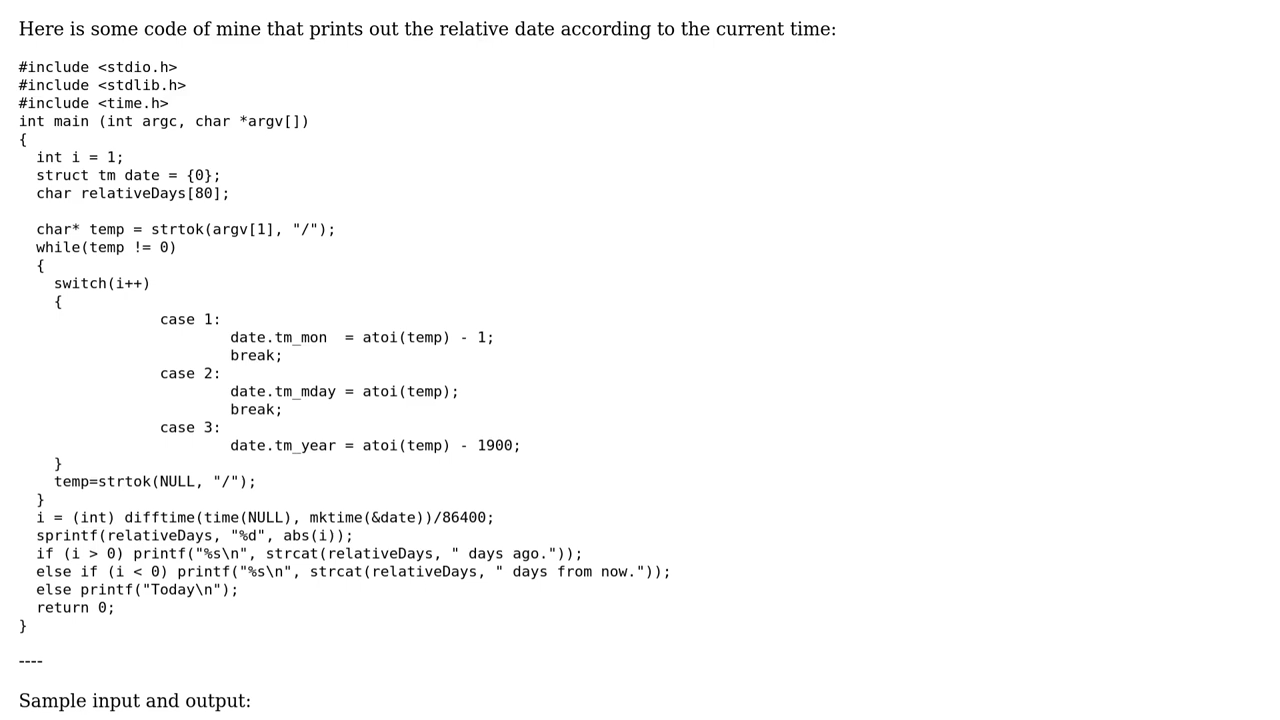 Here is some code of mine that prints out the relative date according to the current time:
#include <stdio.h>
#include <stdlib.h>
#include <time.h>
int main (int argc, char *argv[])
{
  int i = 1;
  struct tm date = {0};
  char relativeDays[80];

  char* temp = strtok(argv[1], "/");
  while(temp != 0)
  {
    switch(i++)
    {
                case 1:
                        date.tm_mon  = atoi(temp) - 1;
                        break;
                case 2:
                        date.tm_mday = atoi(temp);
                        break;
                case 3:
                        date.tm_year = atoi(temp) - 1900;
    }
    temp=strtok(NULL, "/");
  }
  i = (int) difftime(time(NULL), mktime(&date))/86400;
  sprintf(relativeDays, "%d", abs(i));
  if (i > 0) printf("%s\n", strcat(relativeDays, " days ago."));
  else if (i < 0) printf("%s\n", strcat(relativeDays, " days from now."));
  else printf("Today\n");
  return 0;
}
----
Sample input and output: